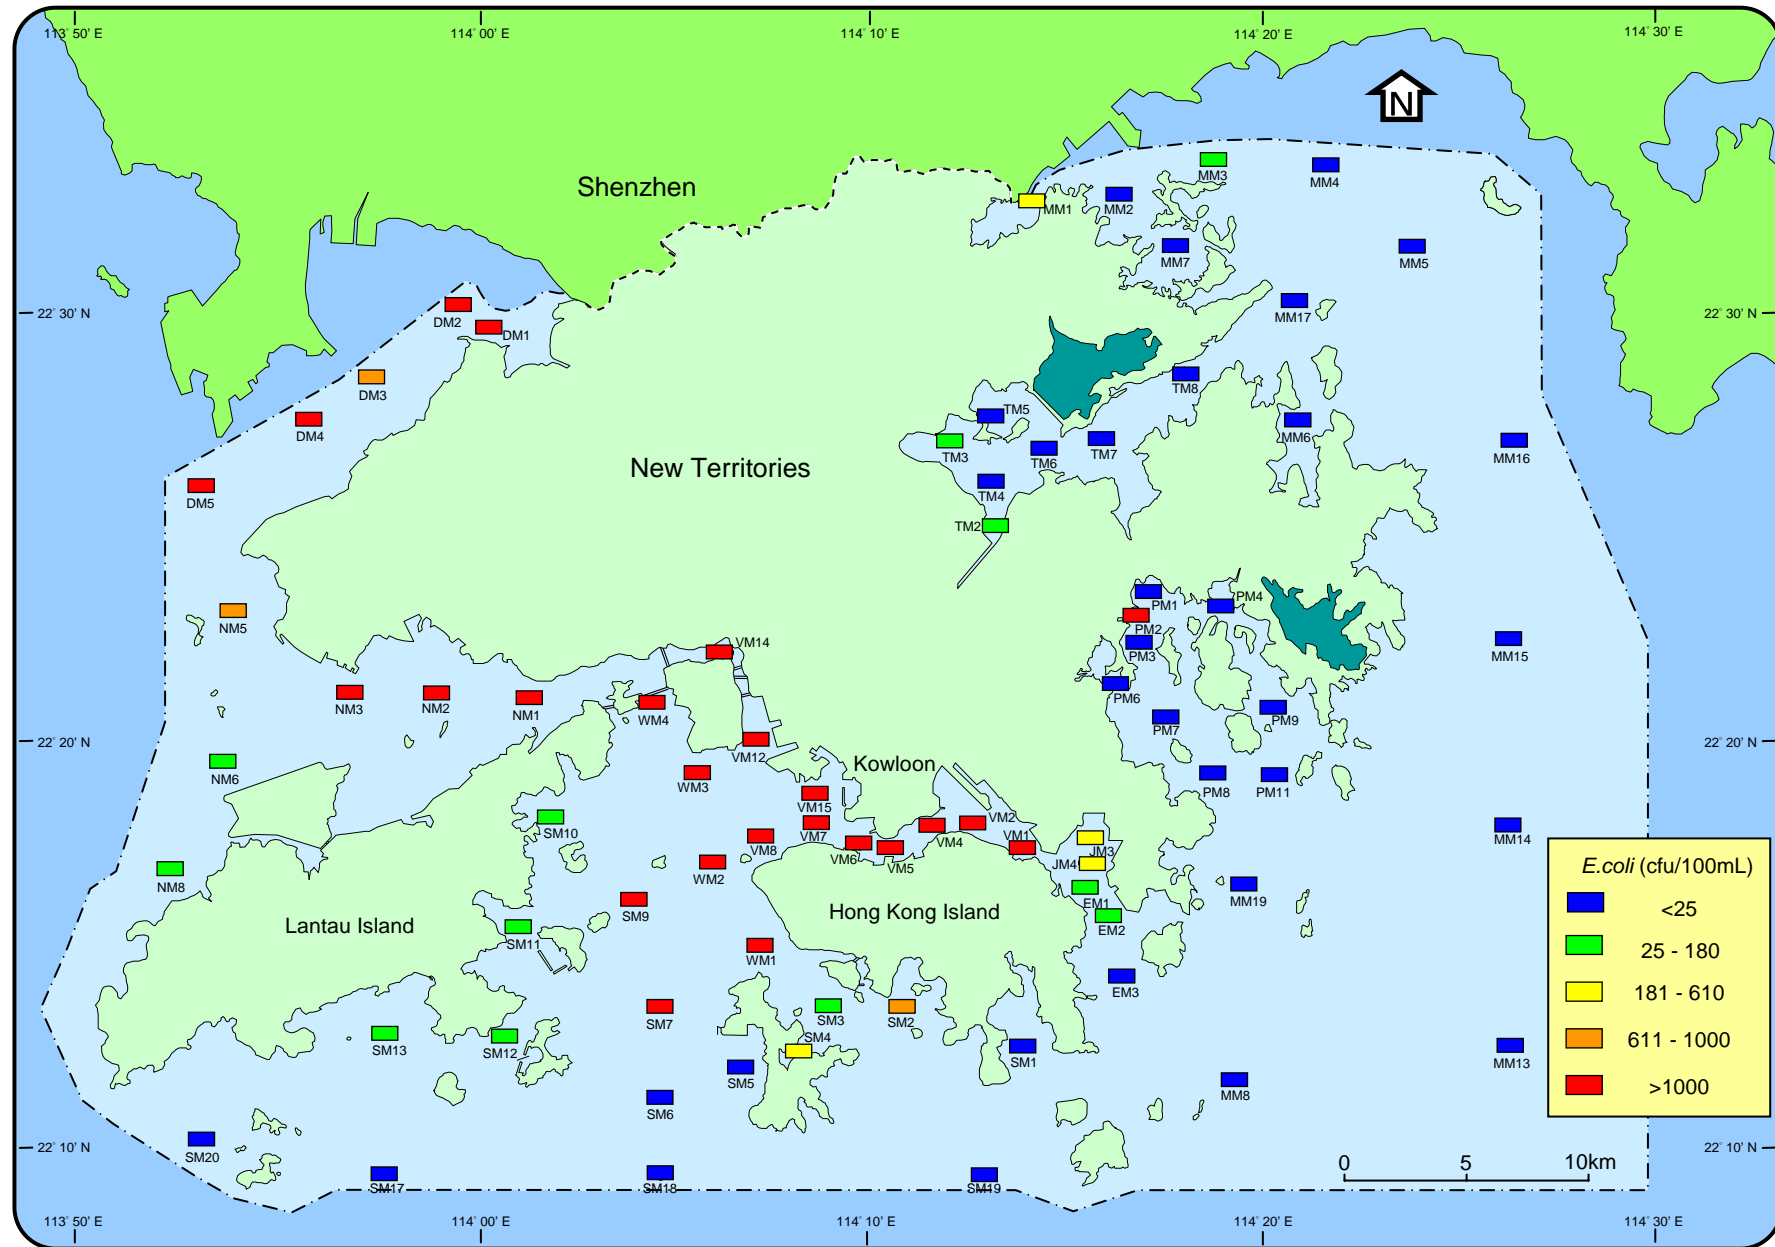 113° 50' E
114° 00' E
114° 10' E
114° 20' E
114° 30' E
N
Shenzhen
MM3
MM4
MM2
MM1
MM7
MM5
DM2
DM1
MM17
22° 30' N
22° 30' N
DM3
TM8
DM4
TM5
TM3
TM6
TM7
MM6
MM16
New Territories
TM4
DM5
TM2
PM1
PM4
NM5
PM2
PM3
MM15
VM14
PM6
NM3
NM2
NM1
WM4
PM7
PM9
22° 20' N
22° 20' N
VM12
NM6
Kowloon
WM3
PM8
PM11
VM15
SM10
VM7
VM2
VM8
VM6
VM4
VM1
VM5
JM3
MM14
WM2
JM4
NM8
EM1
MM19
SM9
Hong Kong Island
Lantau Island
EM2
SM11
WM1
EM3
SM7
SM3
SM2
SM13
SM12
SM4
SM5
SM1
MM13
SM6
MM8
E.coli (cfu/100mL)
<25
25 - 180
181 - 610
611 - 1000
>1000
22° 10' N
22° 10' N
SM20
SM17
SM18
SM19
0 5 10km
113° 50' E
114° 00' E
114° 10' E
114° 20' E
114° 30' E